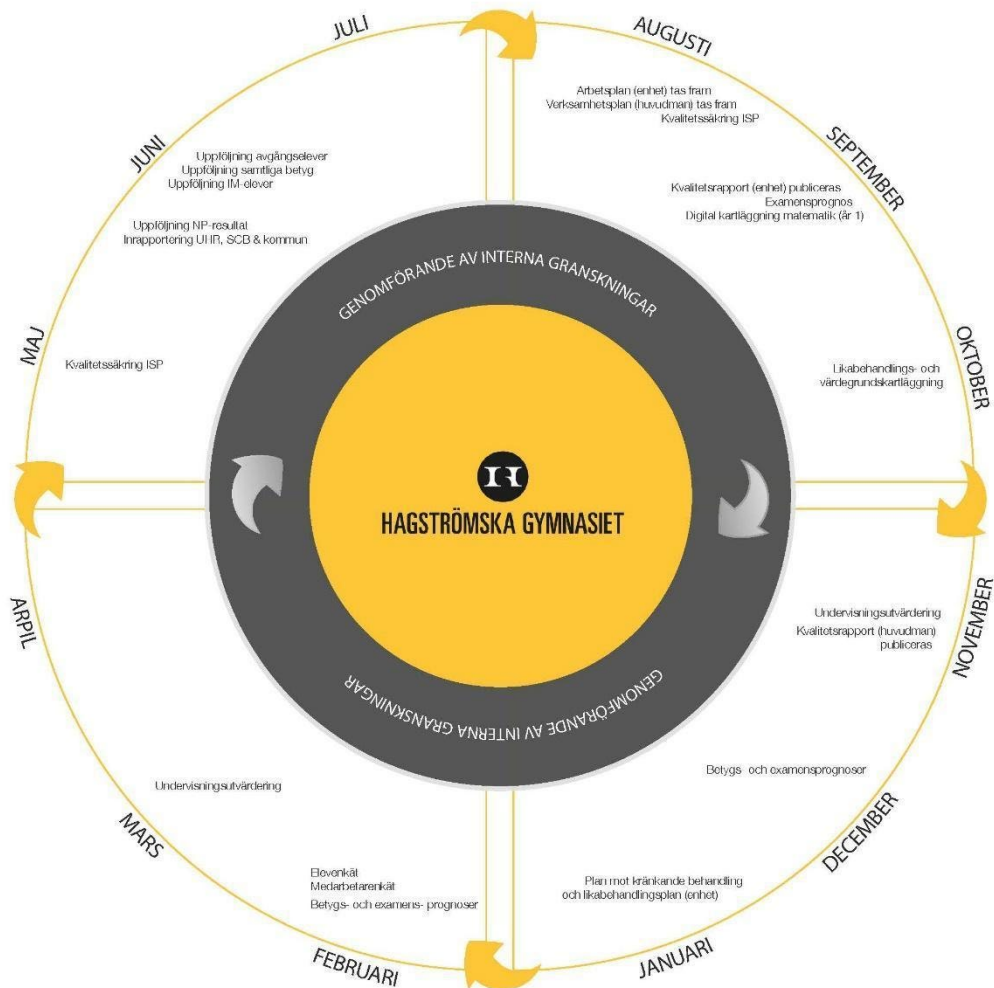 JULI
AUGUSTI
Arbetsplan (enhet) tas fram
Verksamhetsplan (huvudman) tas fram
Kvalitetssäkring ISP
SEPTEMBER
Kvalitetsrapport (enhet) publiceras
Examensprognos
Digital kartläggning matematik (år 1)
OKTOBER
Likabehandlings- och
värdegrundskartläggning
NOVEMBER
Undervisningsutvärdering
Kvalitetsrapport (huvudman)
publiceras
DECEMBER
Betygs- och examensprognoser
JANUARI
Plan mot kränkande behandling
och likabehandlingsplan (enhet)
FEBRUARI
Elevenkät
Medarbetarenkät
Betygs- och examens- prognoser
MARS
Undervisningsutvärdering
ARPIL
MAJ
Kvalitetssäkring ISP
JUNI
Uppföljning avgångselever
Uppföljning samtliga betyg
Uppföljning IM-elever
Uppföljning NP-resultat
Inrapportering UHR, SCB & kommun
GENOMFÖRANDE AV INTERNA GRANSKNINGAR
H
HAGSTRÖMSKA GYMNASIET
GENOMFÖRANDE AV INTERNA GRANSKNINGAR